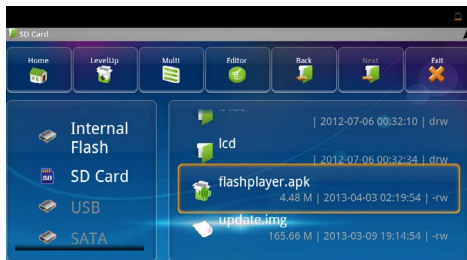 SD Card
Home LevelUp Multi Editor Back Next Exit
Internal Flash
SD Card
USB
SATA
| 2012-07-06 00:32:10 | drw
lcd
| 2012-07-06 00:32:34 | drw
flashplayer.apk
4.48 M | 2013-04-03 02:19:54 | -rw
update.img
165.66 M | 2013-03-09 19:14:54 | -rw